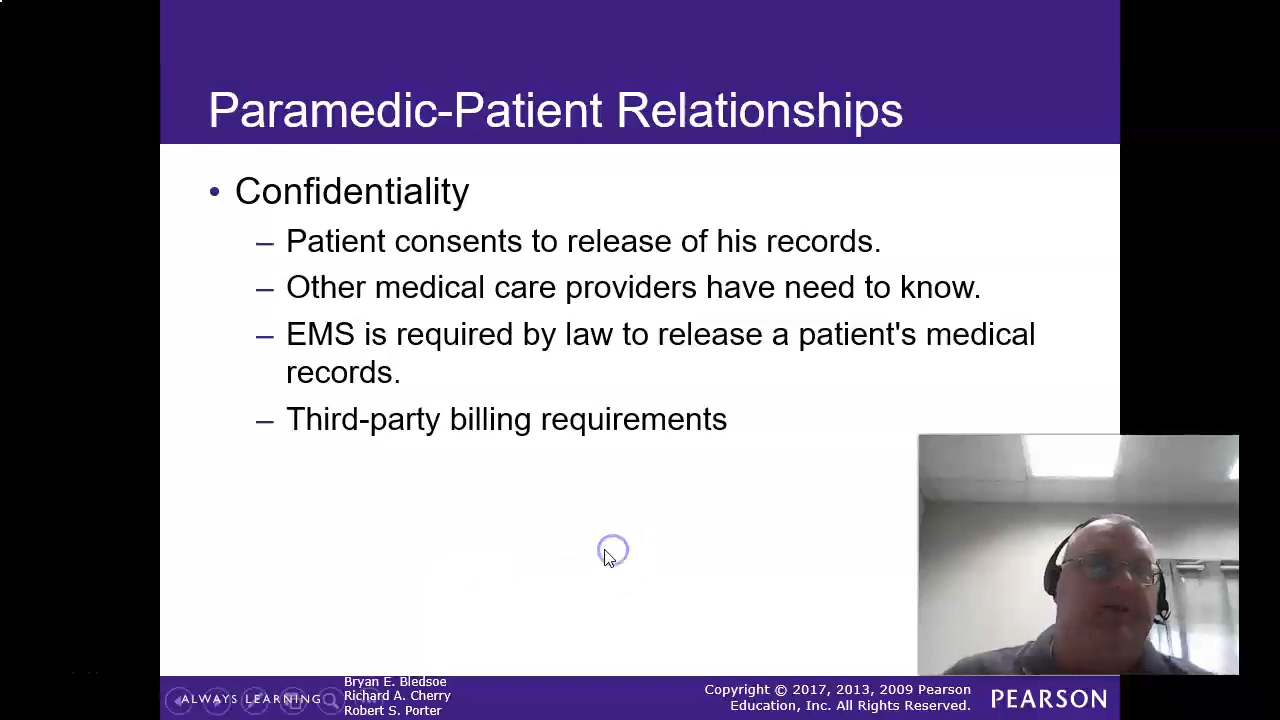 Paramedic-Patient Relationships
• Confidentiality
– Patient consents to release of his records.
– Other medical care providers have need to know.
– EMS is required by law to release a patient's medical
records.
– Third-party billing requirements
ALWAYS LEARNING
Bryan E. Bledsoe
Richard A. Cherry
Robert S. Porter
Copyright © 2017, 2013, 2009 Pearson
Education, Inc. All Rights Reserved.
PEARSON